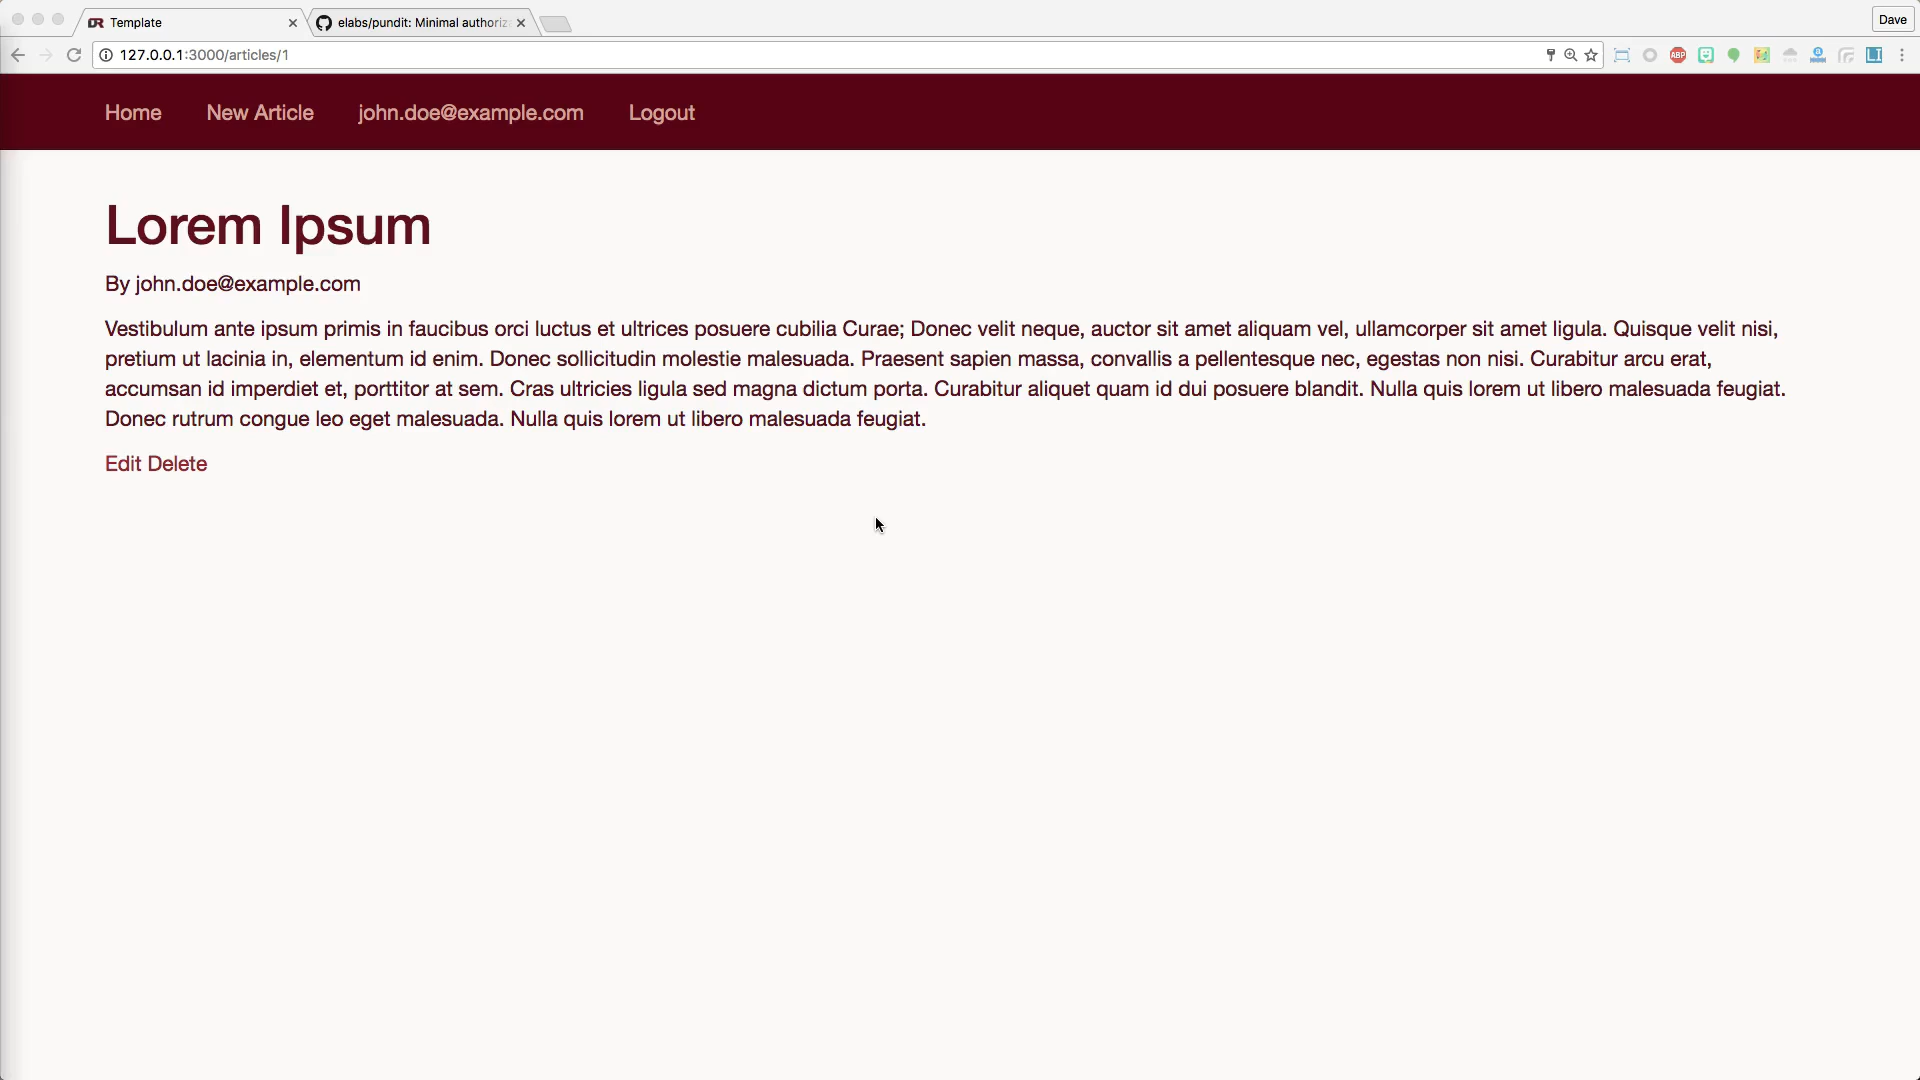 Template
elabs/pundit: Minimal authoriz
Dave
127.0.0.1:3000/articles/1
ABP
Home New Article john.doe@example.com Logout
Lorem Ipsum
By john.doe@example.com
Vestibulum ante ipsum primis in faucibus orci luctus et ultrices posuere cubilia Curae; Donec velit neque, auctor sit amet aliquam vel, ullamcorper sit amet ligula. Quisque velit nisi,
pretium ut lacinia in, elementum id enim. Donec sollicitudin molestie malesuada. Praesent sapien massa, convallis a pellentesque nec, egestas non nisi. Curabitur arcu erat,
accumsan id imperdiet et, porttitor at sem. Cras ultricies ligula sed magna dictum porta. Curabitur aliquet quam id dui posuere blandit. Nulla quis lorem ut libero malesuada feugiat.
Donec rutrum congue leo eget malesuada. Nulla quis lorem ut libero malesuada feugiat.
Edit Delete